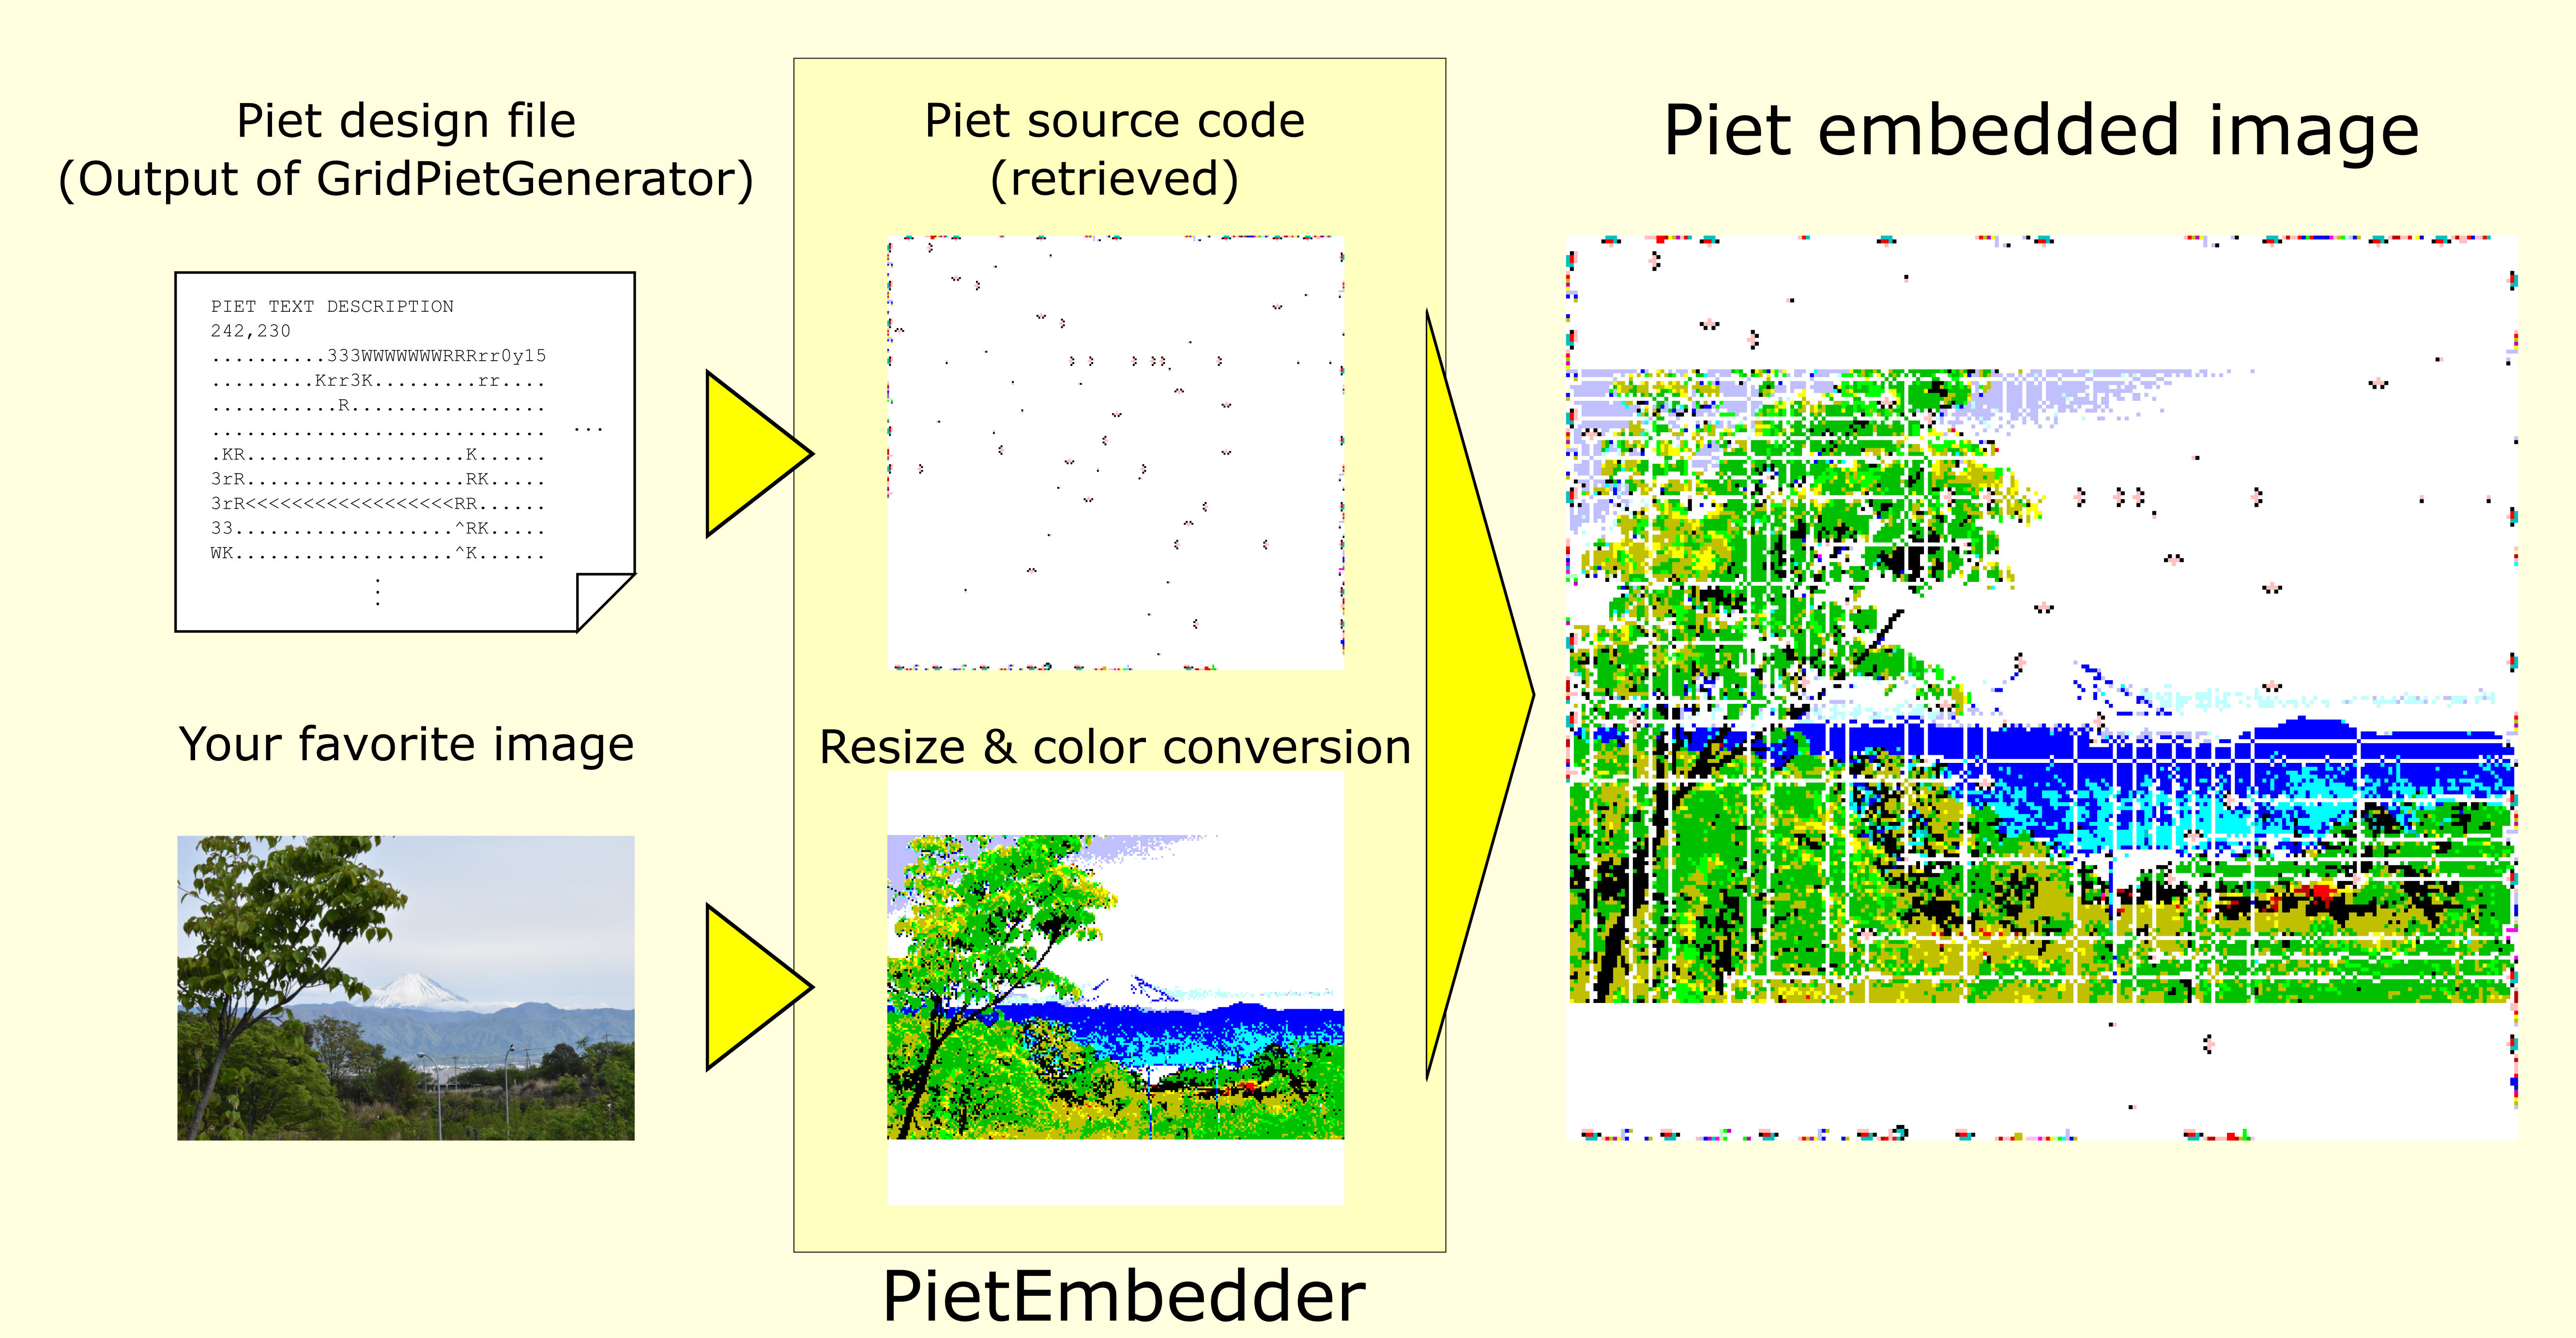 Piet design file
(Output of GridPietGenerator)
PIET TEXT DESCRIPTION
242,230
..........333WWWWWWWRRRrr0y15
.........Krr3K.........rr....
...........R.................
............................. ...
.KR...................K......
3rR...................RK.....
3rR<<<<<<<<<<<<<<<<<<RR......
33...................^RK.....
WK...................^K......
.
.
.
Your favorite image
Piet source code
(retrieved)
Resize & color conversion
PietEmbedder
Piet embedded image